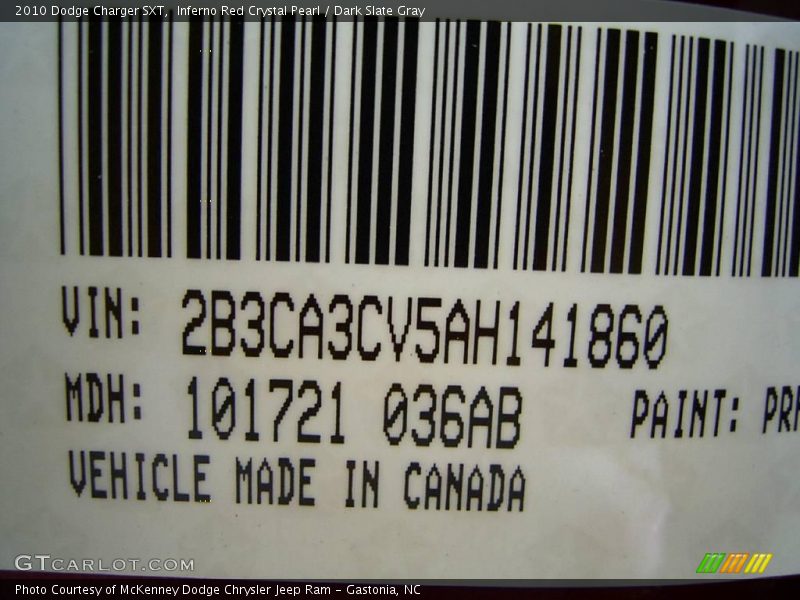 2010 Dodge Charger SXT, Inferno Red Crystal Pearl / Dark Slate Gray
VIN: 2B3CA3CV5AH141860
MDH: 101721 036AB PAINT: PR
VEHICLE MADE IN CANADA
GTCARLOT.COM
Photo Courtesy of McKenney Dodge Chrysler Jeep Ram - Gastonia, NC